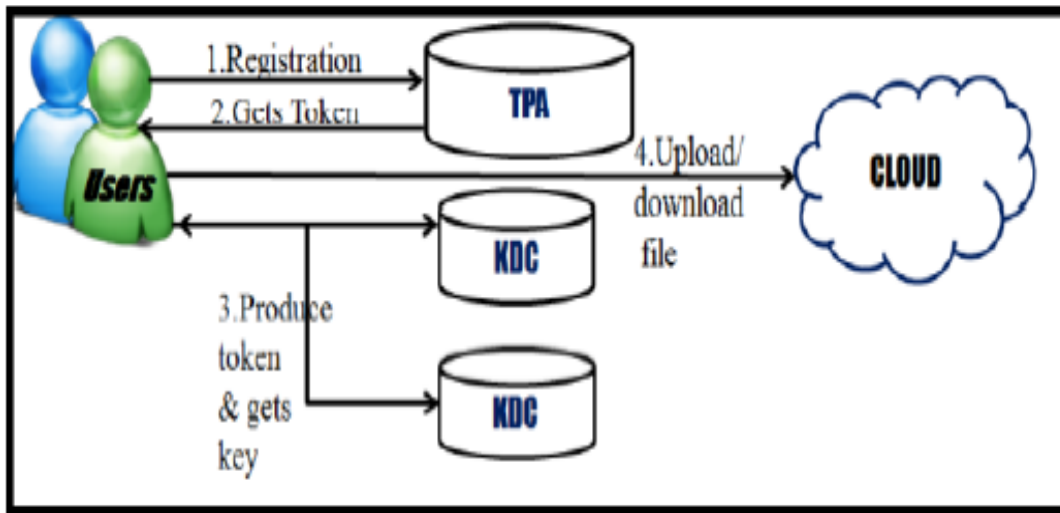 1.Registration
TPA
2.Gets Token
Users
4.Upload/
download
file
CLOUD
KDC
3.Produce
token
& gets
key
KDC